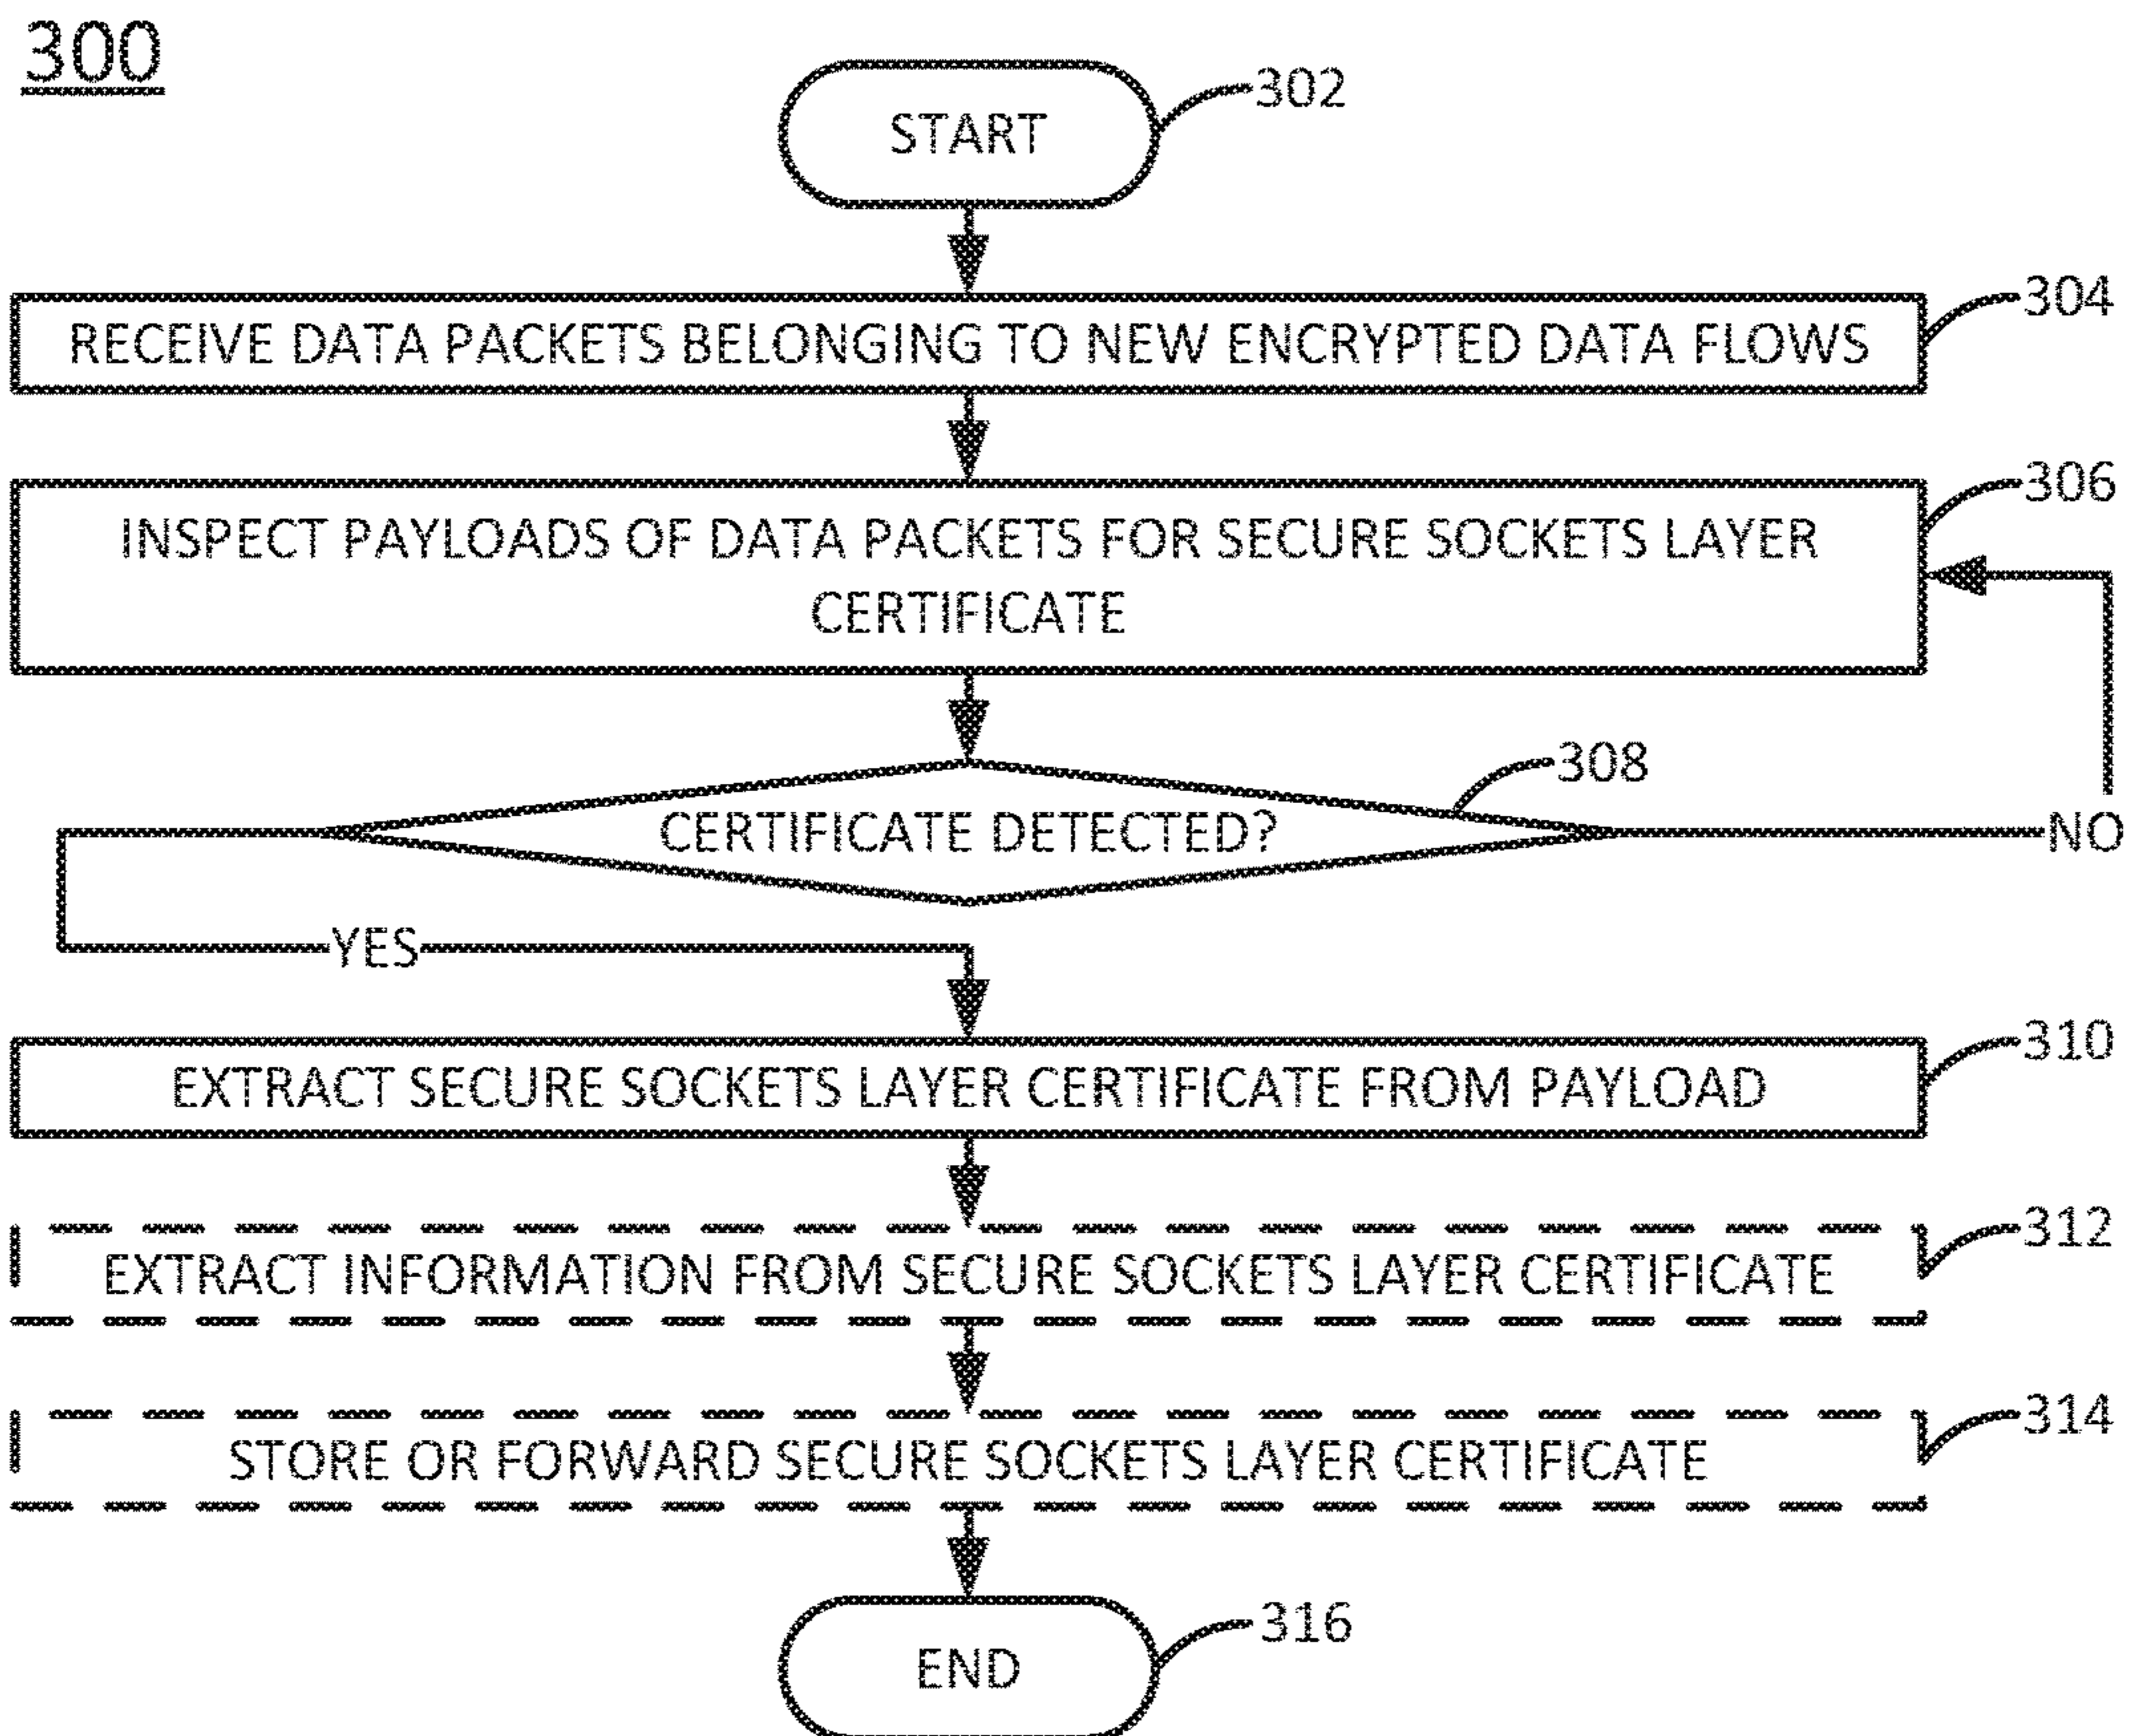 300
START
302
304
RECEIVE DATA PACKETS BELONGING TO NEW ENCRYPTED DATA FLOWS
306
INSPECT PAYLOADS OF DATA PACKETS FOR SECURE SOCKETS LAYER
CERTIFICATE
308
CERTIFICATE DETECTED?
NO
YES
310
EXTRACT SECURE SOCKETS LAYER CERTIFICATE FROM PAYLOAD
312
EXTRACT INFORMATION FROM SECURE SOCKETS LAYER CERTIFICATE
314
STORE OR FORWARD SECURE SOCKETS LAYER CERTIFICATE
316
END